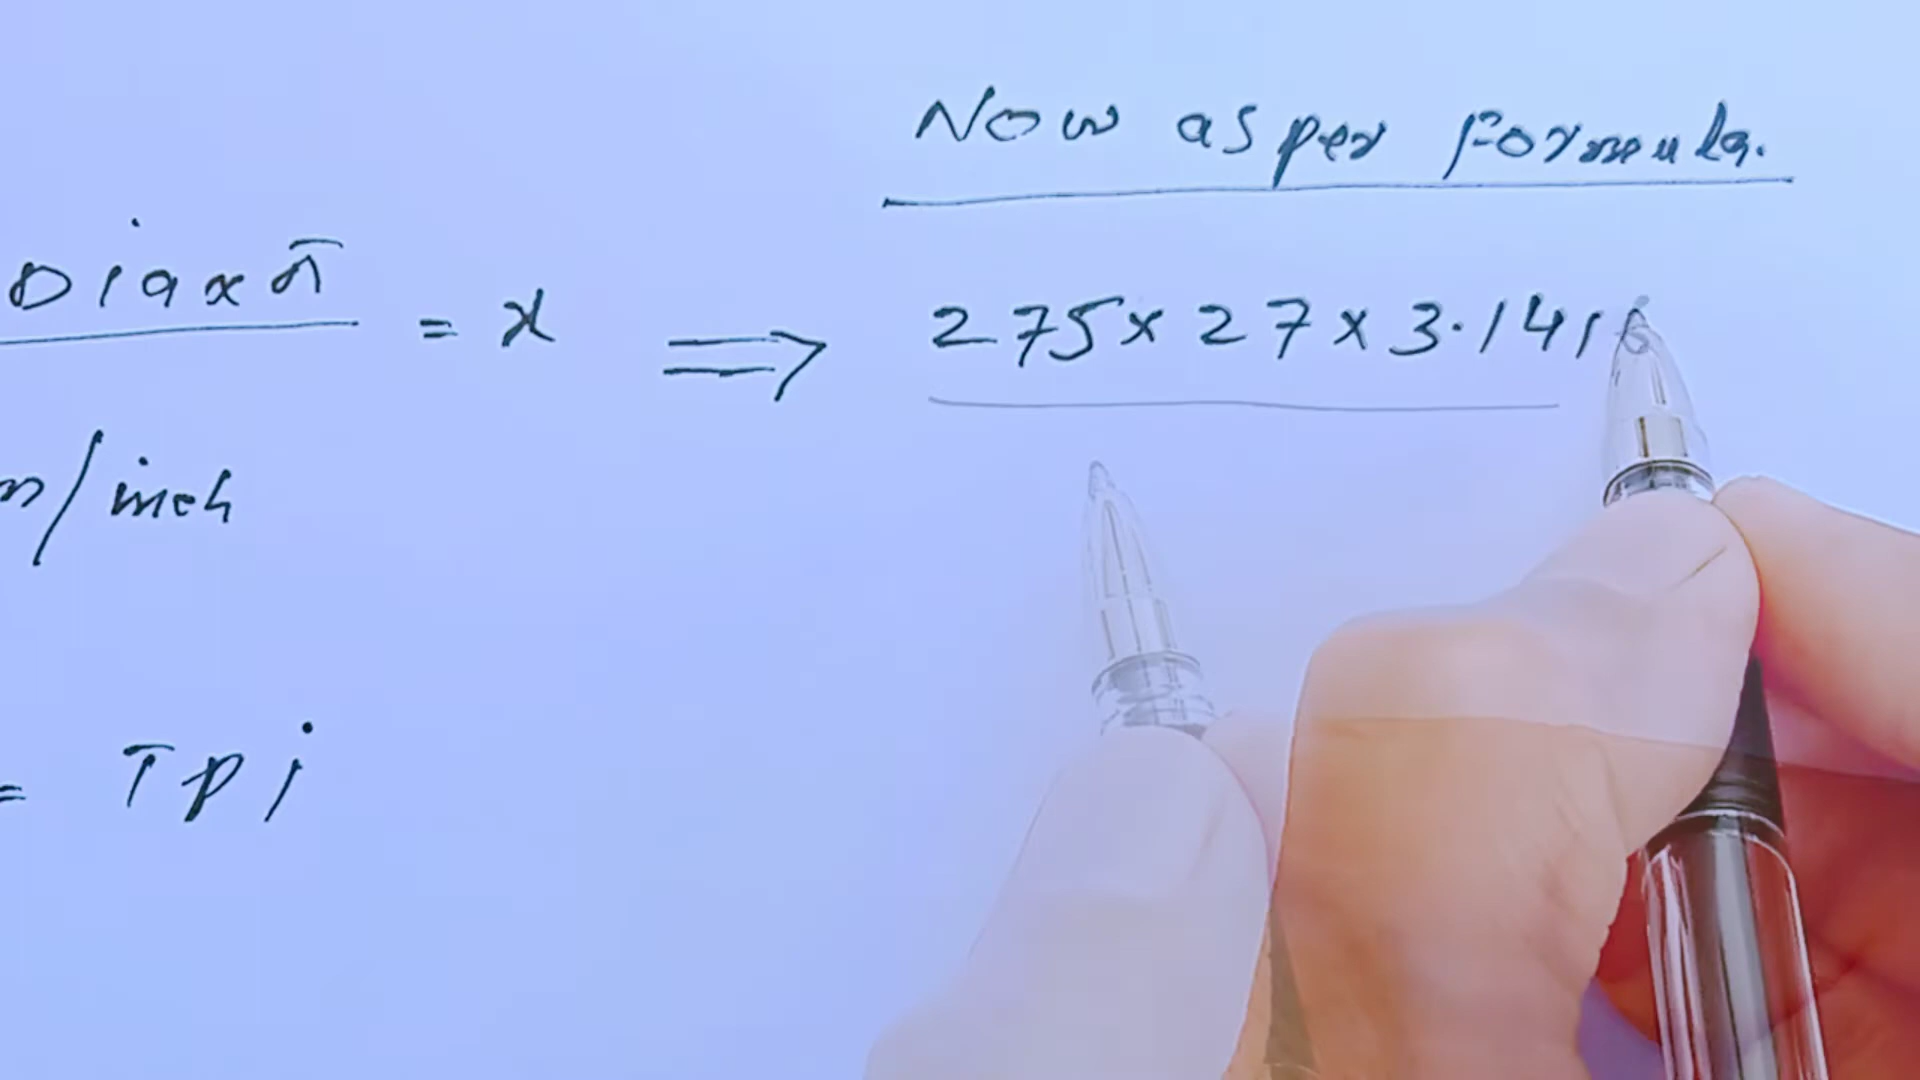 Now as per Formula.
Dia x π = x ⇒ 275 x 27 x 3.1416
/inch
= TPi